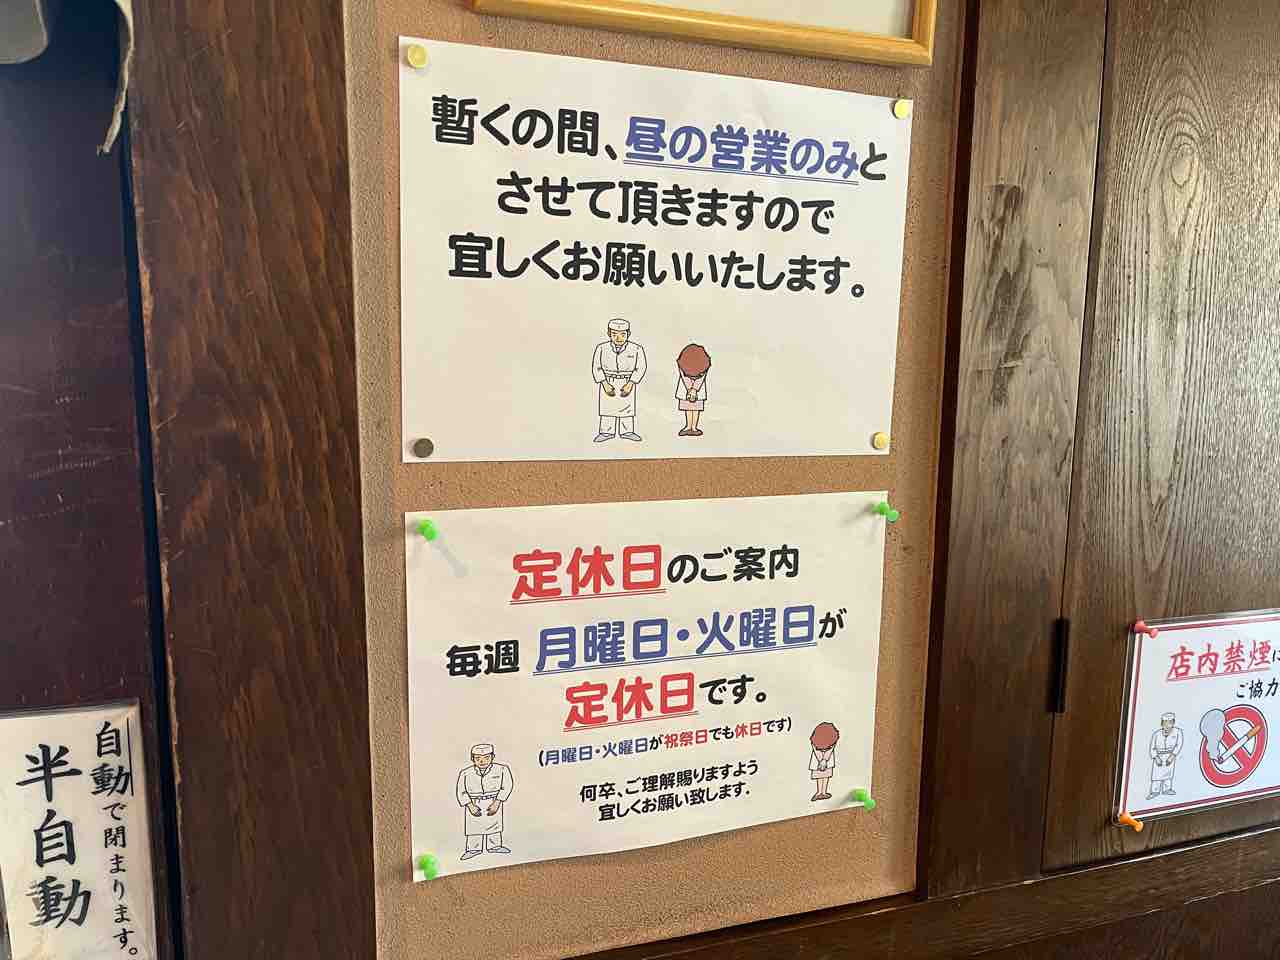 暫くの間、昼の営業のみと
させて頂きますので
宜しくお願いいたします。
定休日のご案内
毎週 月曜日・火曜日が
定休日です。
(月曜日・火曜日が祝祭日でも休日です)
何卒、ご理解賜りますよう
宜しくお願い致します.
自動で閉まります。
半自動
店内禁煙に
ご協力